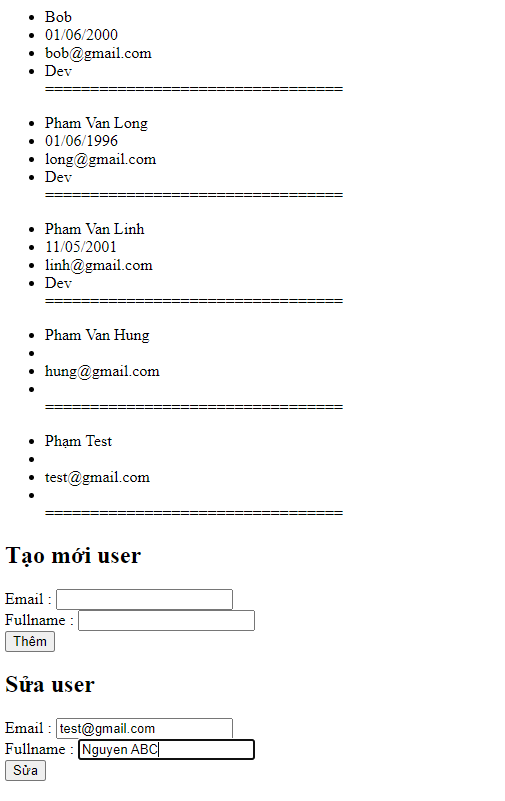 Bob
01/06/2000
bob@gmail.com
Dev
=================================
Pham Van Long
01/06/1996
long@gmail.com
Dev
=================================
Pham Van Linh
11/05/2001
linh@gmail.com
Dev
=================================
Pham Van Hung
hung@gmail.com
=================================
Phạm Test
test@gmail.com
=================================
Tạo mới user
Email :
Fullname :
Thêm
Sửa user
Email : test@gmail.com
Fullname : Nguyen ABC
Sửa